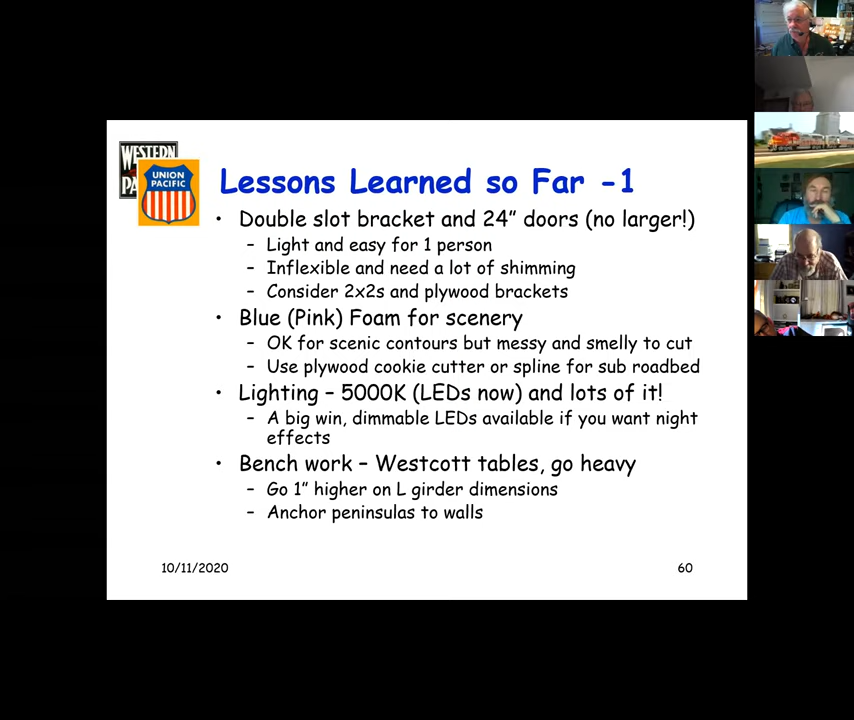 WESTERN
PA
UNION
PACIFIC
Lessons Learned so Far -1
• Double slot bracket and 24” doors (no larger!)
– Light and easy for 1 person
– Inflexible and need a lot of shimming
– Consider 2x2s and plywood brackets
• Blue (Pink) Foam for scenery
– OK for scenic contours but messy and smelly to cut
– Use plywood cookie cutter or spline for sub roadbed
• Lighting – 5000K (LEDs now) and lots of it!
– A big win, dimmable LEDs available if you want night
effects
• Bench work – Westcott tables, go heavy
– Go 1” higher on L girder dimensions
– Anchor peninsulas to walls
10/11/2020
60